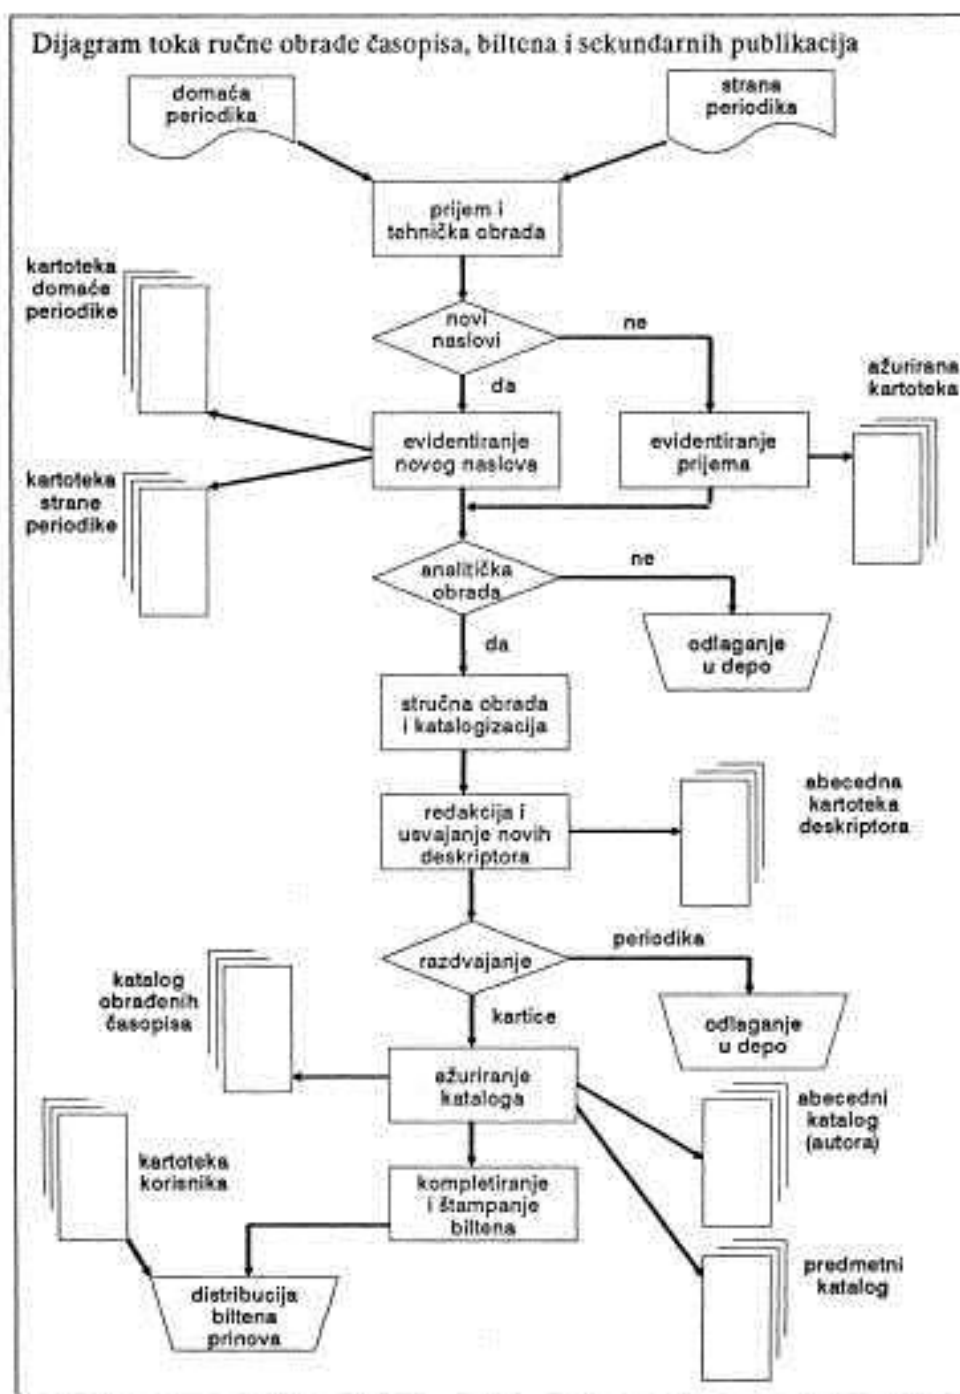 Dijagram toka ručne obrade časopisa, biltena i sekundarnih publikacija
domaća
periodika
strana
periodika
prijem i
tehnička obrada
kartoteka
domaće
periodike
novi
naslovi
ne
da
ažurirana
kartoteka
evidentiranje
novog naslova
evidentiranje
prijema
kartoteka
strane
periodike
analitička
obrada
ne
da
odlaganje
u depo
stručna obrada
i katalogizacija
redakcija i
usvajanje novih
deskriptora
abecedna
kartoteka
deskriptora
razdvajanje
periodika
kartice
katalog
obrađenih
časopisa
odlaganje
u depo
ažuriranje
kataloga
abecedni
katalog
(autora)
kartoteka
korisnika
kompletiranje
i štampanje
biltena
predmetni
katalog
distribucija
biltena
prinova